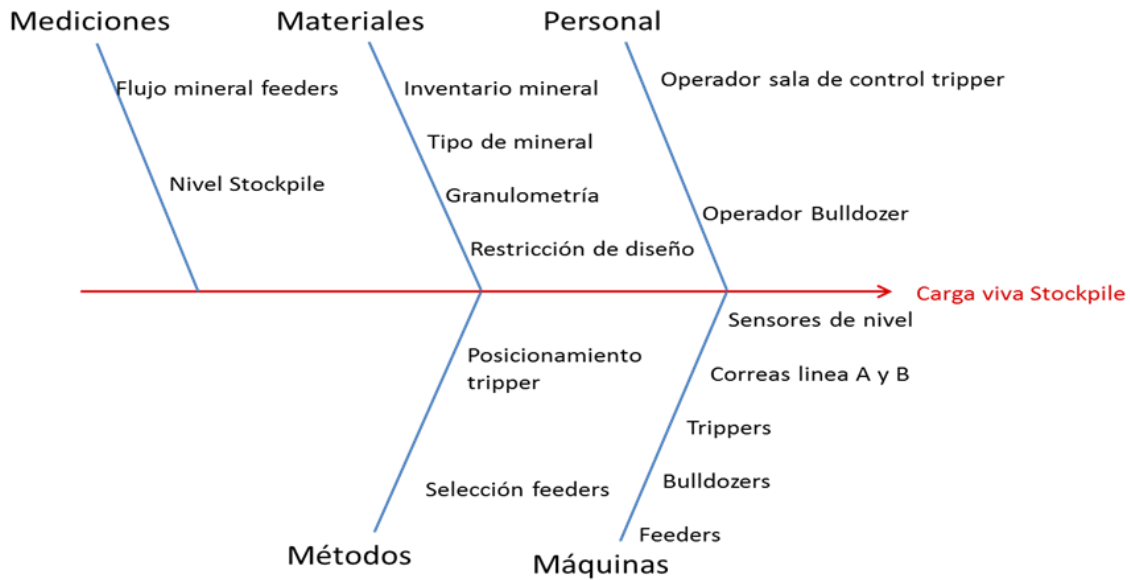 Mediciones
Materiales
Personal
Flujo mineral feeders
Nivel Stockpile
Inventario mineral
Tipo de mineral
Granulometría
Restricción de diseño
Operador sala de control tripper
Operador Bulldozer
Carga viva Stockpile
Posicionamiento
tripper
Selección feeders
Métodos
Sensores de nivel
Correas linea A y B
Trippers
Bulldozers
Feeders
Máquinas